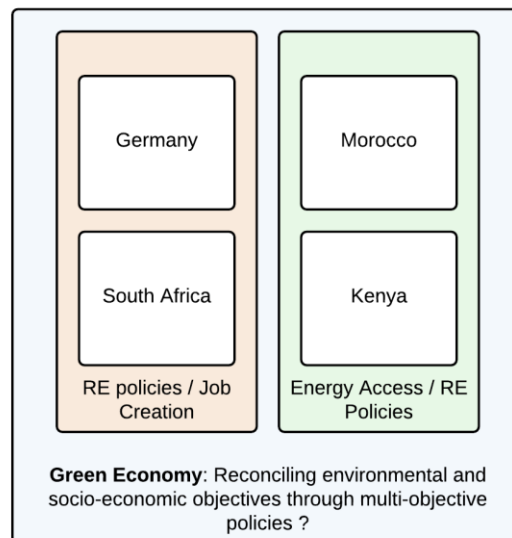 Germany
South Africa
RE policies / Job
Creation
Morocco
Kenya
Energy Access / RE
Policies
Green Economy: Reconciling environmental and
socio-economic objectives through multi-objective
policies ?